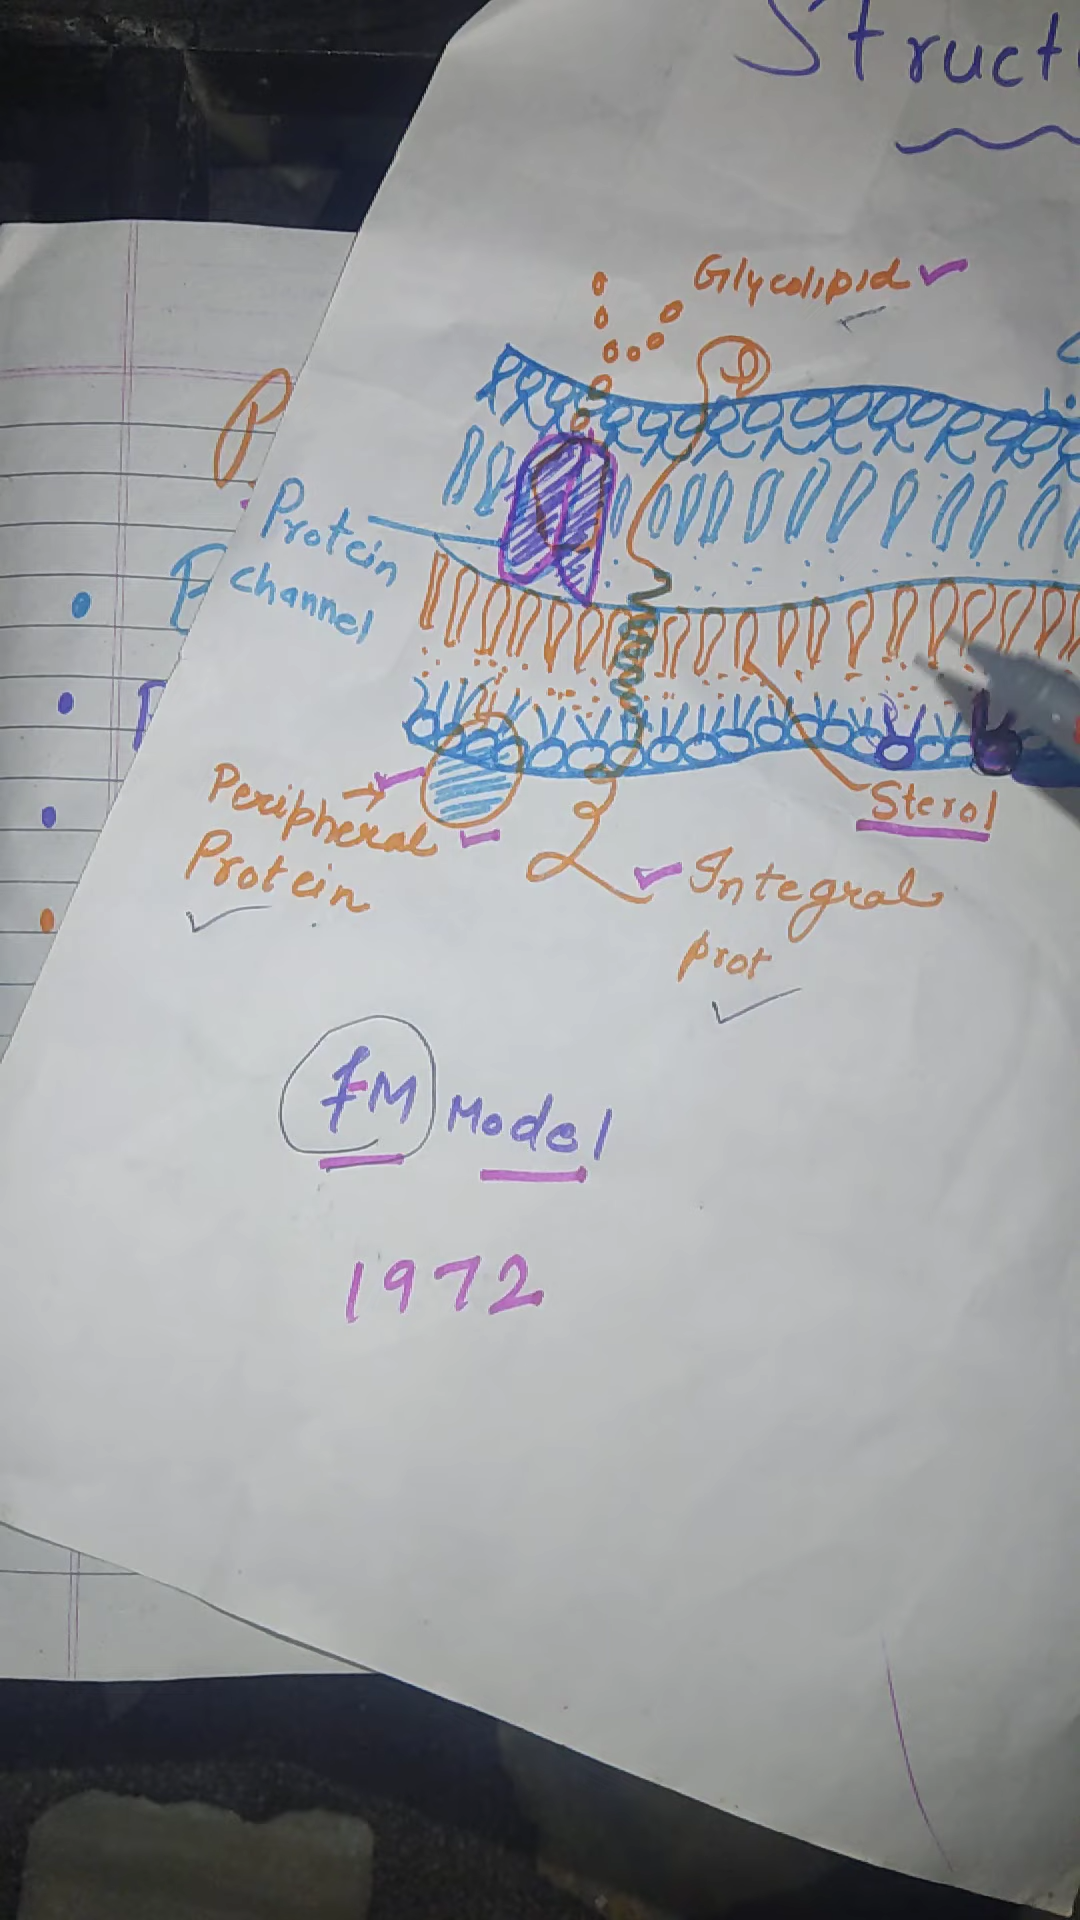 Struct
Glycolipid
Protein
channel
Sterol
Peripheral
Protein
Integral
prot
FM Model
1972